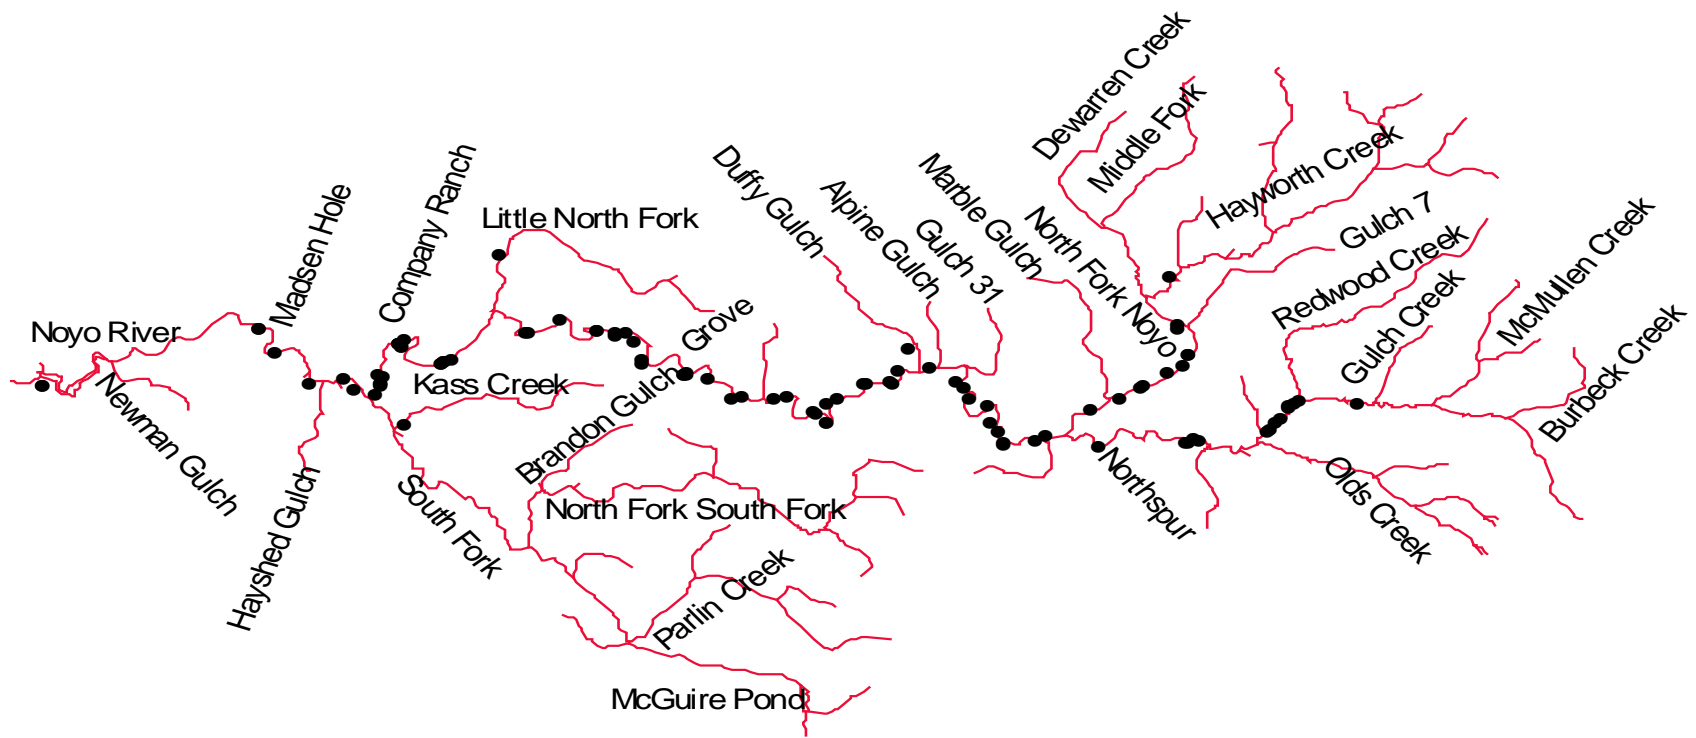 Noyo River
Newman Gulch
Madsen Hole
Hayshed Gulch
Company Ranch
Kass Creek
South Fork
Little North Fork
Brandon Gulch
North Fork South Fork
Parlin Creek
McGuire Pond
Grove
Duffy Gulch
Alpine Gulch
Gulch 31
Marble Gulch
North Fork Noyo
Dewarren Creek
Middle Fork
Hayworth Creek
Gulch 7
Redwood Creek
Gulch Creek
McMullen Creek
Burbeck Creek
Northspur
Olds Creek